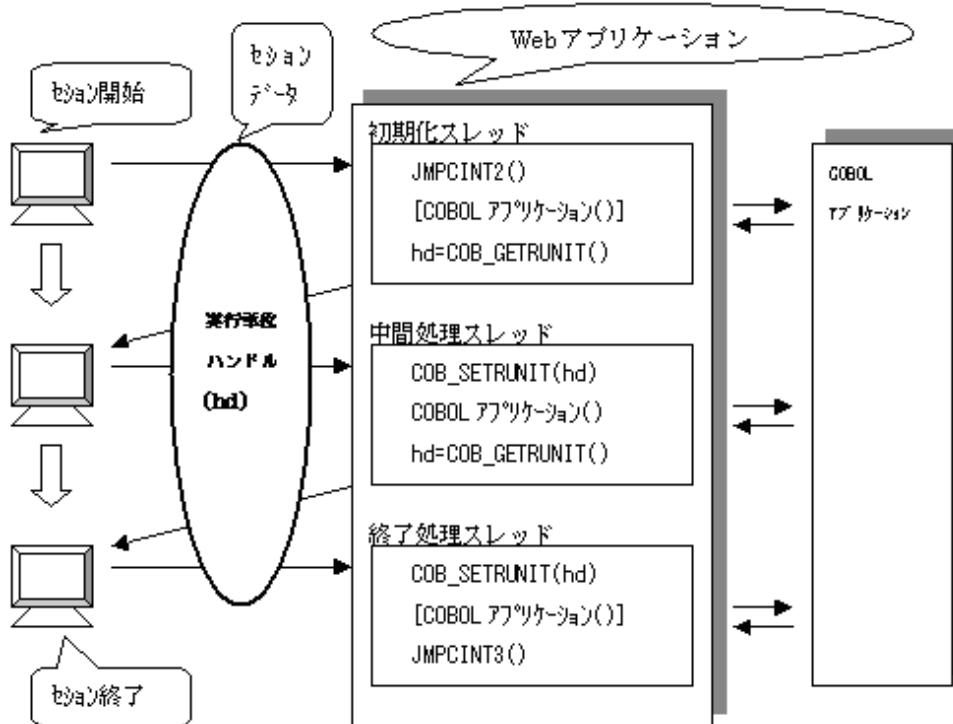 Webアプリケーション
ｾｼｮﾝ開始
ｾｼｮﾝ
ﾃﾞｰﾀ
初期化スレッド
JMPCINT2()
[COBOL ｱﾌﾟﾘｹｰｼｮﾝ()]
hd=COB_GETRUNIT()
COBOL
ｱﾌﾟﾘｹｰｼｮﾝ
実行単位
ハンドル
(hd)
中間処理スレッド
COB_SETRUNIT(hd)
COBOL ｱﾌﾟﾘｹｰｼｮﾝ()
hd=COB_GETRUNIT()
終了処理スレッド
COB_SETRUNIT(hd)
[COBOL ｱﾌﾟﾘｹｰｼｮﾝ()]
JMPCINT3()
ｾｼｮﾝ終了